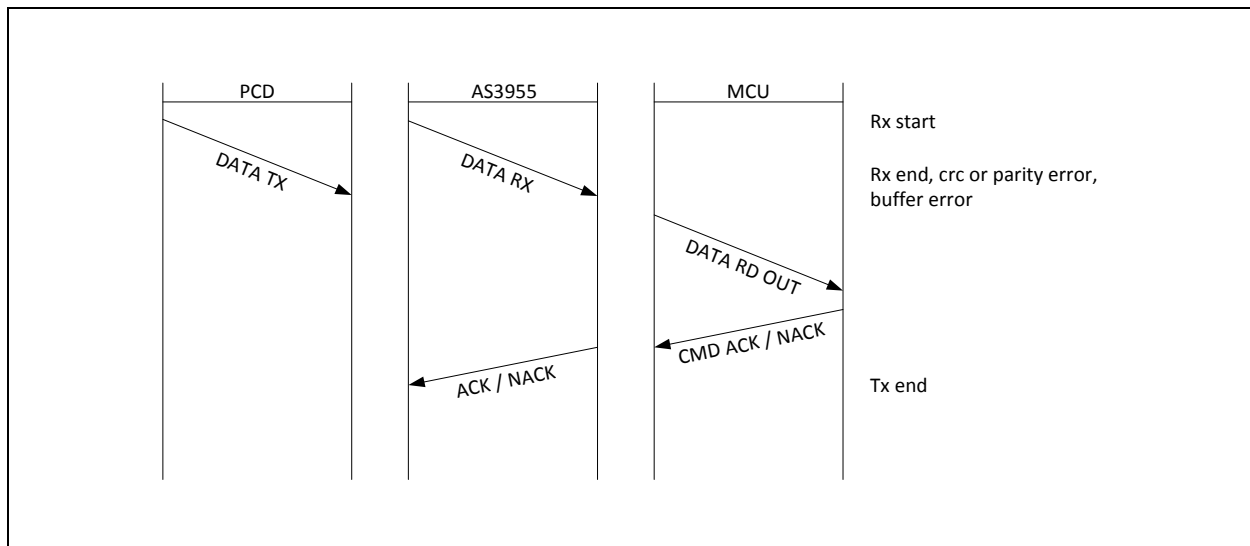 PCD
AS3955
MCU
Rx start
DATA TX
DATA RX
Rx end, crc or parity error,
buffer error
DATA RD OUT
CMD ACK / NACK
ACK / NACK
Tx end